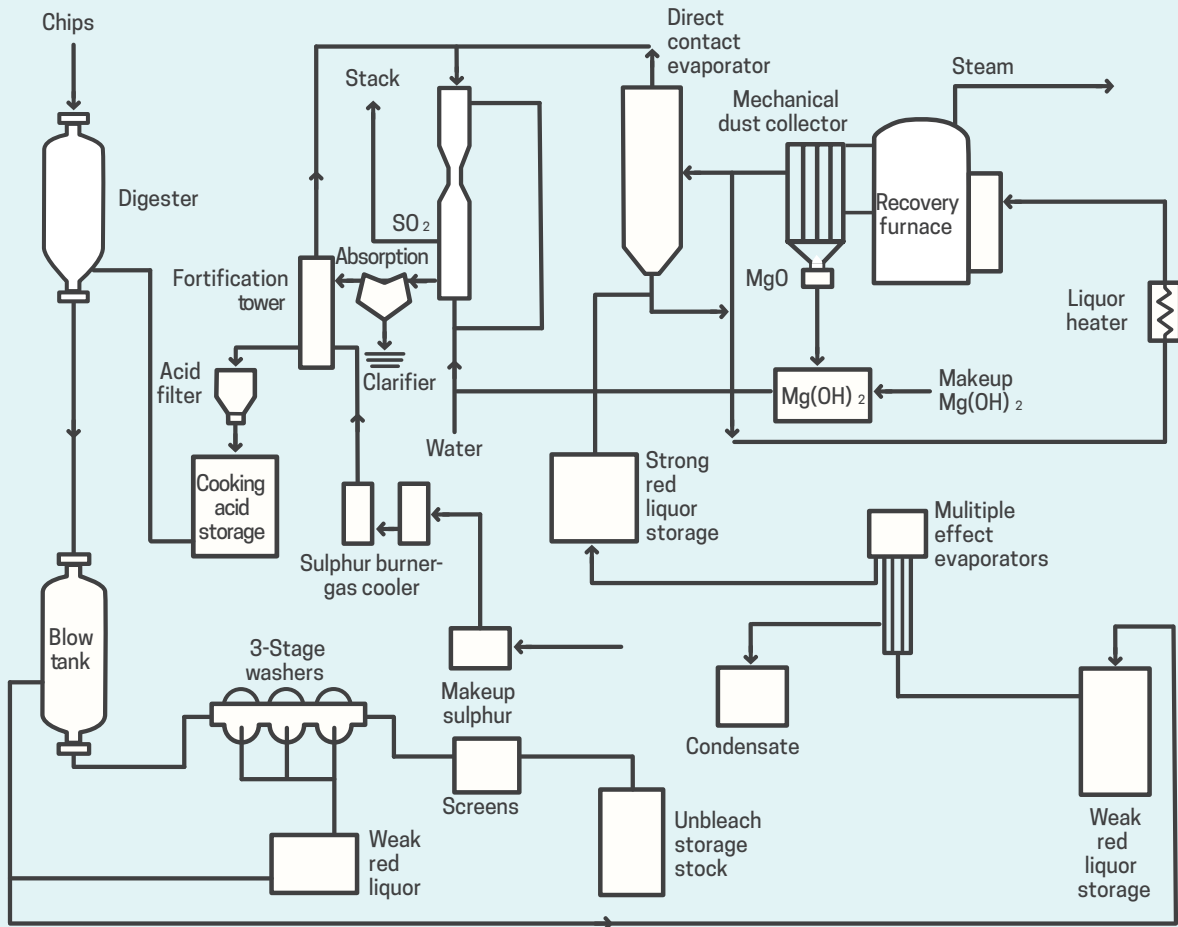 Chips
Direct
contact
evaporator
Steam
Stack
Mechanical
dust collector
Digester
Recovery
furnace
SO 2
Absorption
Fortification
tower
MgO
Liquor
heater
Acid
filter
Clarifier
Mg(OH) 2
Makeup
Mg(OH) 2
Water
Cooking
acid
storage
Strong
red
liquor
storage
Mulitiple
effect
evaporators
Sulphur burner-
gas cooler
Blow
tank
3-Stage
washers
Makeup
sulphur
Condensate
Screens
Unbleach
storage
stock
Weak
red
liquor
Weak
red
liquor
storage